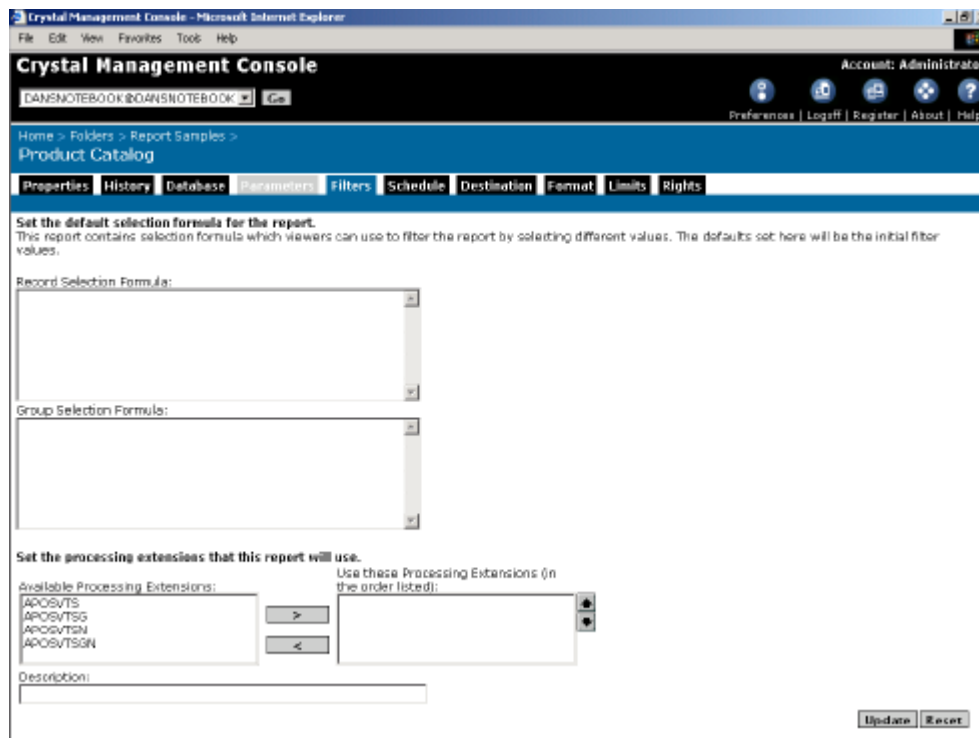 Crystal Management Console - Microsoft Internet Explorer
File Edit View Favorites Tools Help
Crystal Management Console
Account: Administrato
DANSNOTEBOOK@DANSNOTEBOOK Go
Preferences | Logoff | Register | About | Help
Home > Folders > Report Samples >
Product Catalog
Properties History Database Parameters Filters Schedule Destination Format Limits Rights
Set the default selection formula for the report.
This report contains selection formula which viewers can use to filter the report by selecting different values. The defaults set here will be the initial filter
values.
Record Selection Formula:
Group Selection Formula:
Set the processing extensions that this report will use.
Available Processing Extensions:
Use these Processing Extensions (in
the order listed):
APOSVTS
APOSVTSG
APOSVTSN
APOSVTSGN
>
<
Description:
Update Reset